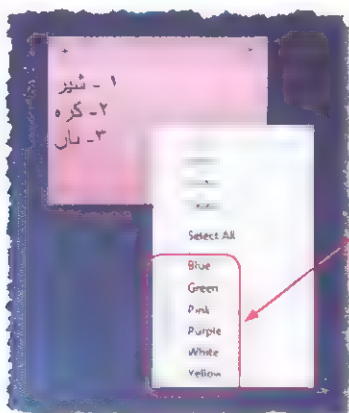 ۱ - شیر
۲- کره
۳- نان
Select All
Blue
Green
Pink
Purple
White
Yellow